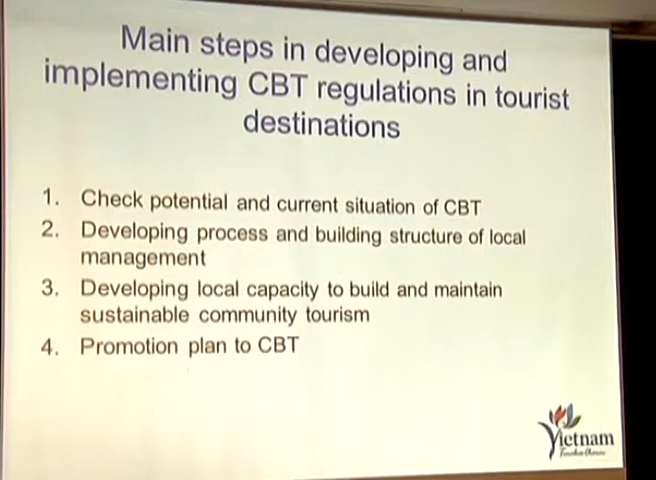 Main steps in developing and
implementing CBT regulations in tourist
destinations
1. Check potential and current situation of CBT
2. Developing process and building structure of local
management
3. Developing local capacity to build and maintain
sustainable community tourism
4. Promotion plan to CBT
Vietnam